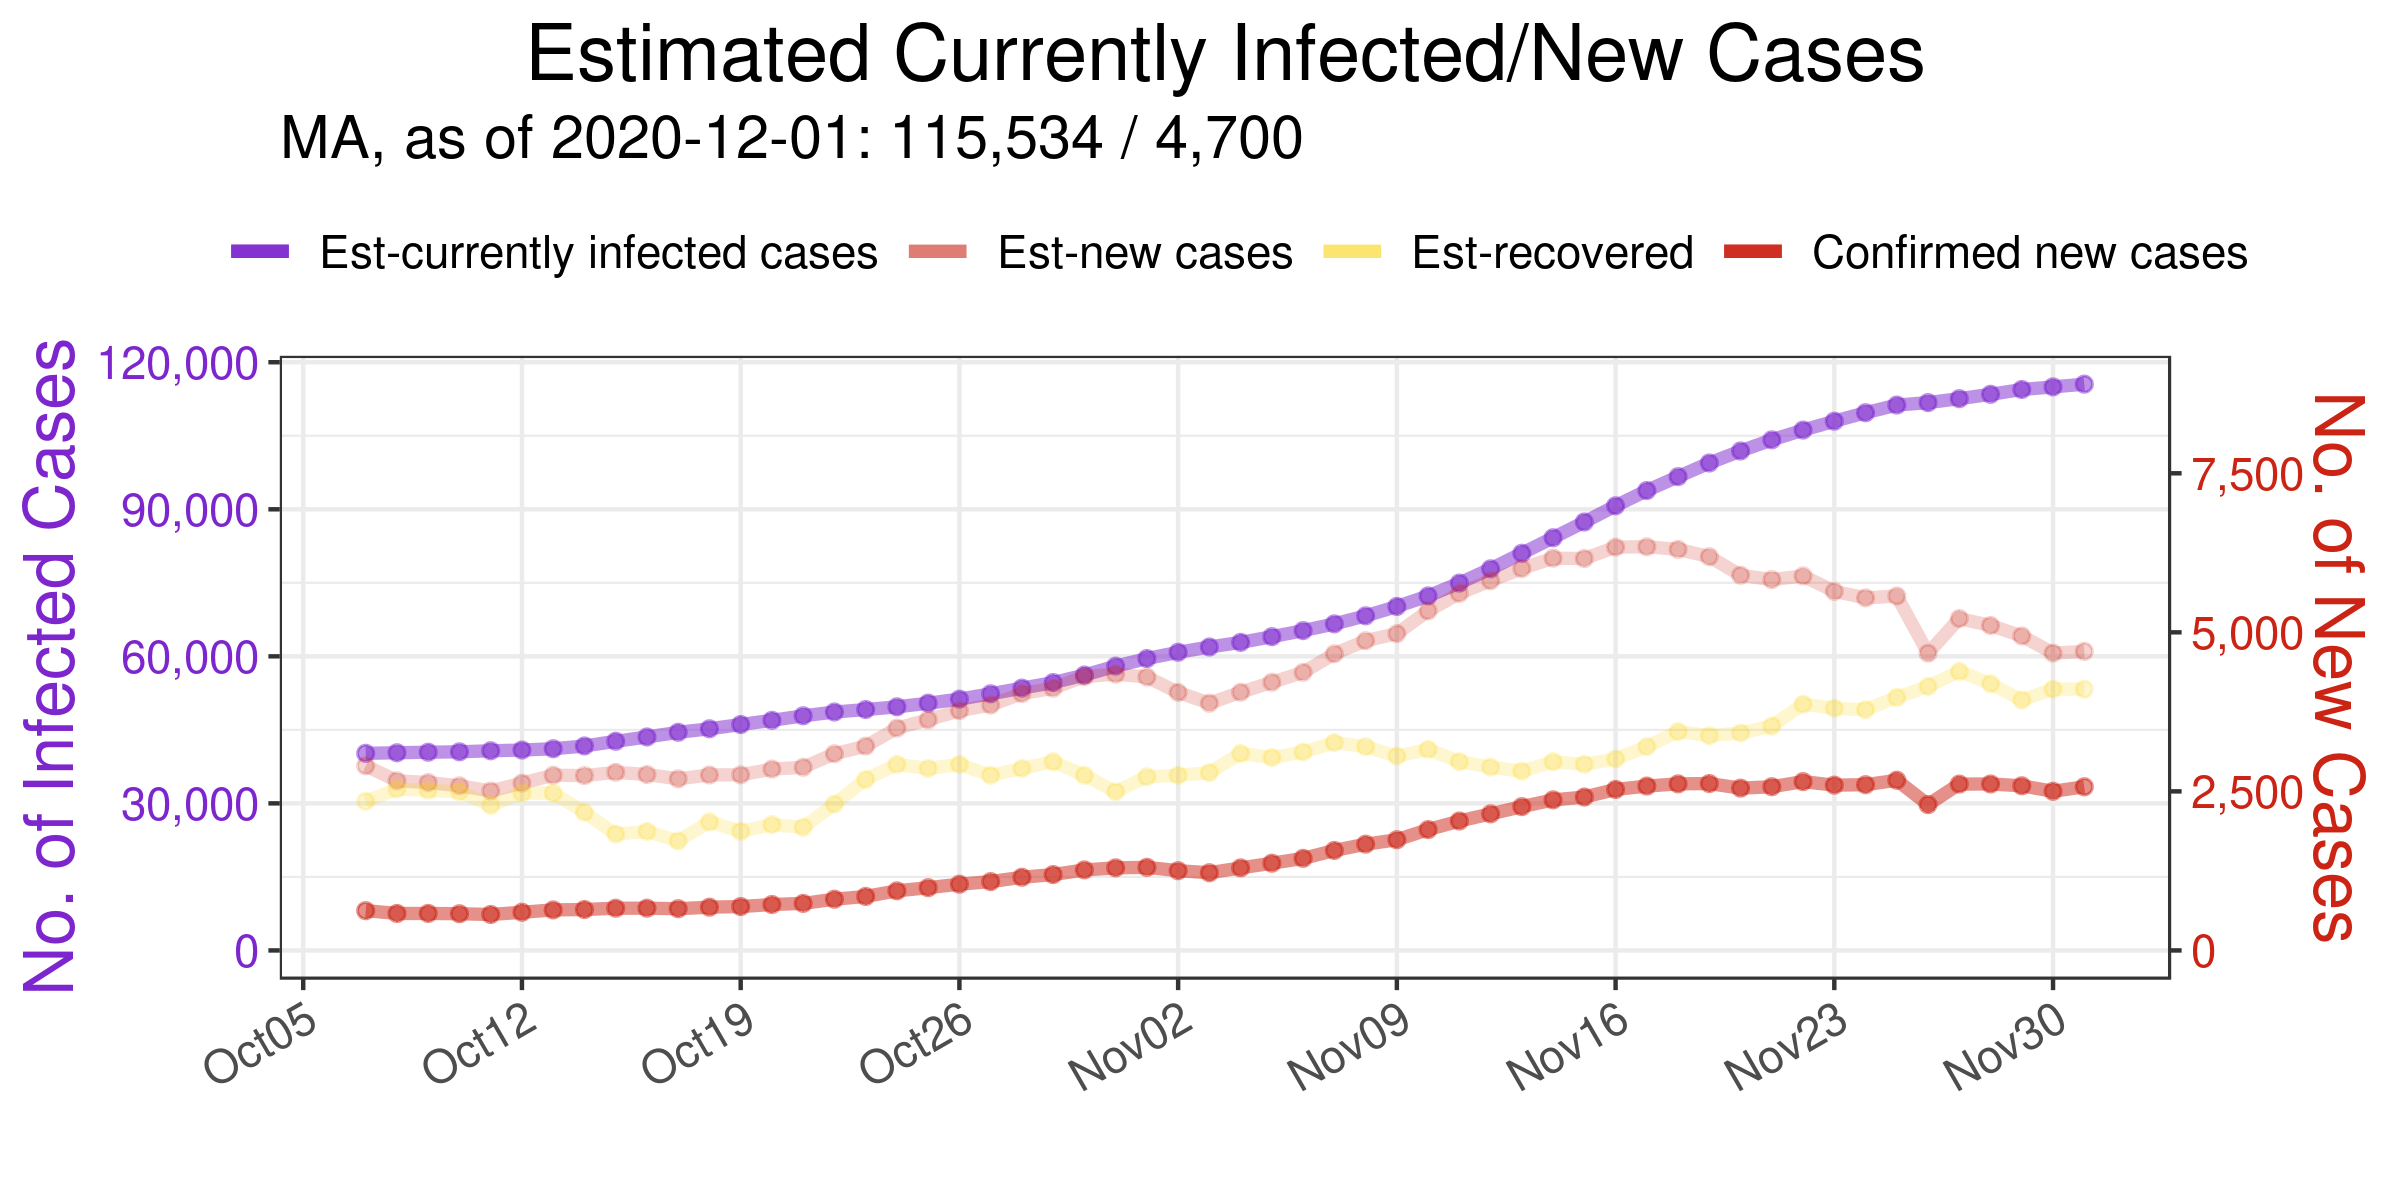 Estimated Currently Infected/New Cases
MA, as of 2020-12-01: 115,534 / 4,700
Est-currently infected cases
Est-new cases
Est-recovered
Confirmed new cases
No. of Infected Cases
120,000
90,000
60,000
30,000
0
7,500
5,000
2,500
0
No. of New Cases
Oct05
Oct12
Oct19
Oct26
Nov02
Nov09
Nov16
Nov23
Nov30